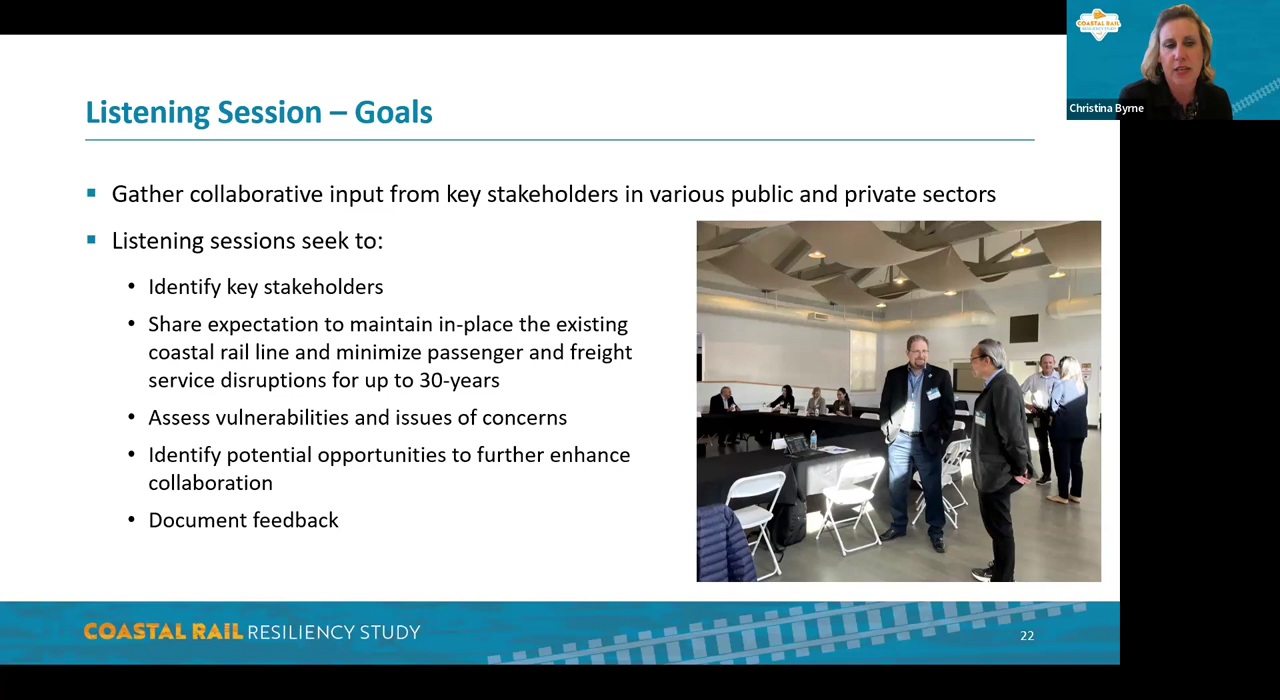 COASTAL RAIL
RESILIENCY STUDY
Christina Byrne
Listening Session – Goals
Gather collaborative input from key stakeholders in various public and private sectors
Listening sessions seek to:
Identify key stakeholders
Share expectation to maintain in-place the existing
coastal rail line and minimize passenger and freight
service disruptions for up to 30-years
Assess vulnerabilities and issues of concerns
Identify potential opportunities to further enhance
collaboration
Document feedback
COASTAL RAIL RESILIENCY STUDY
22